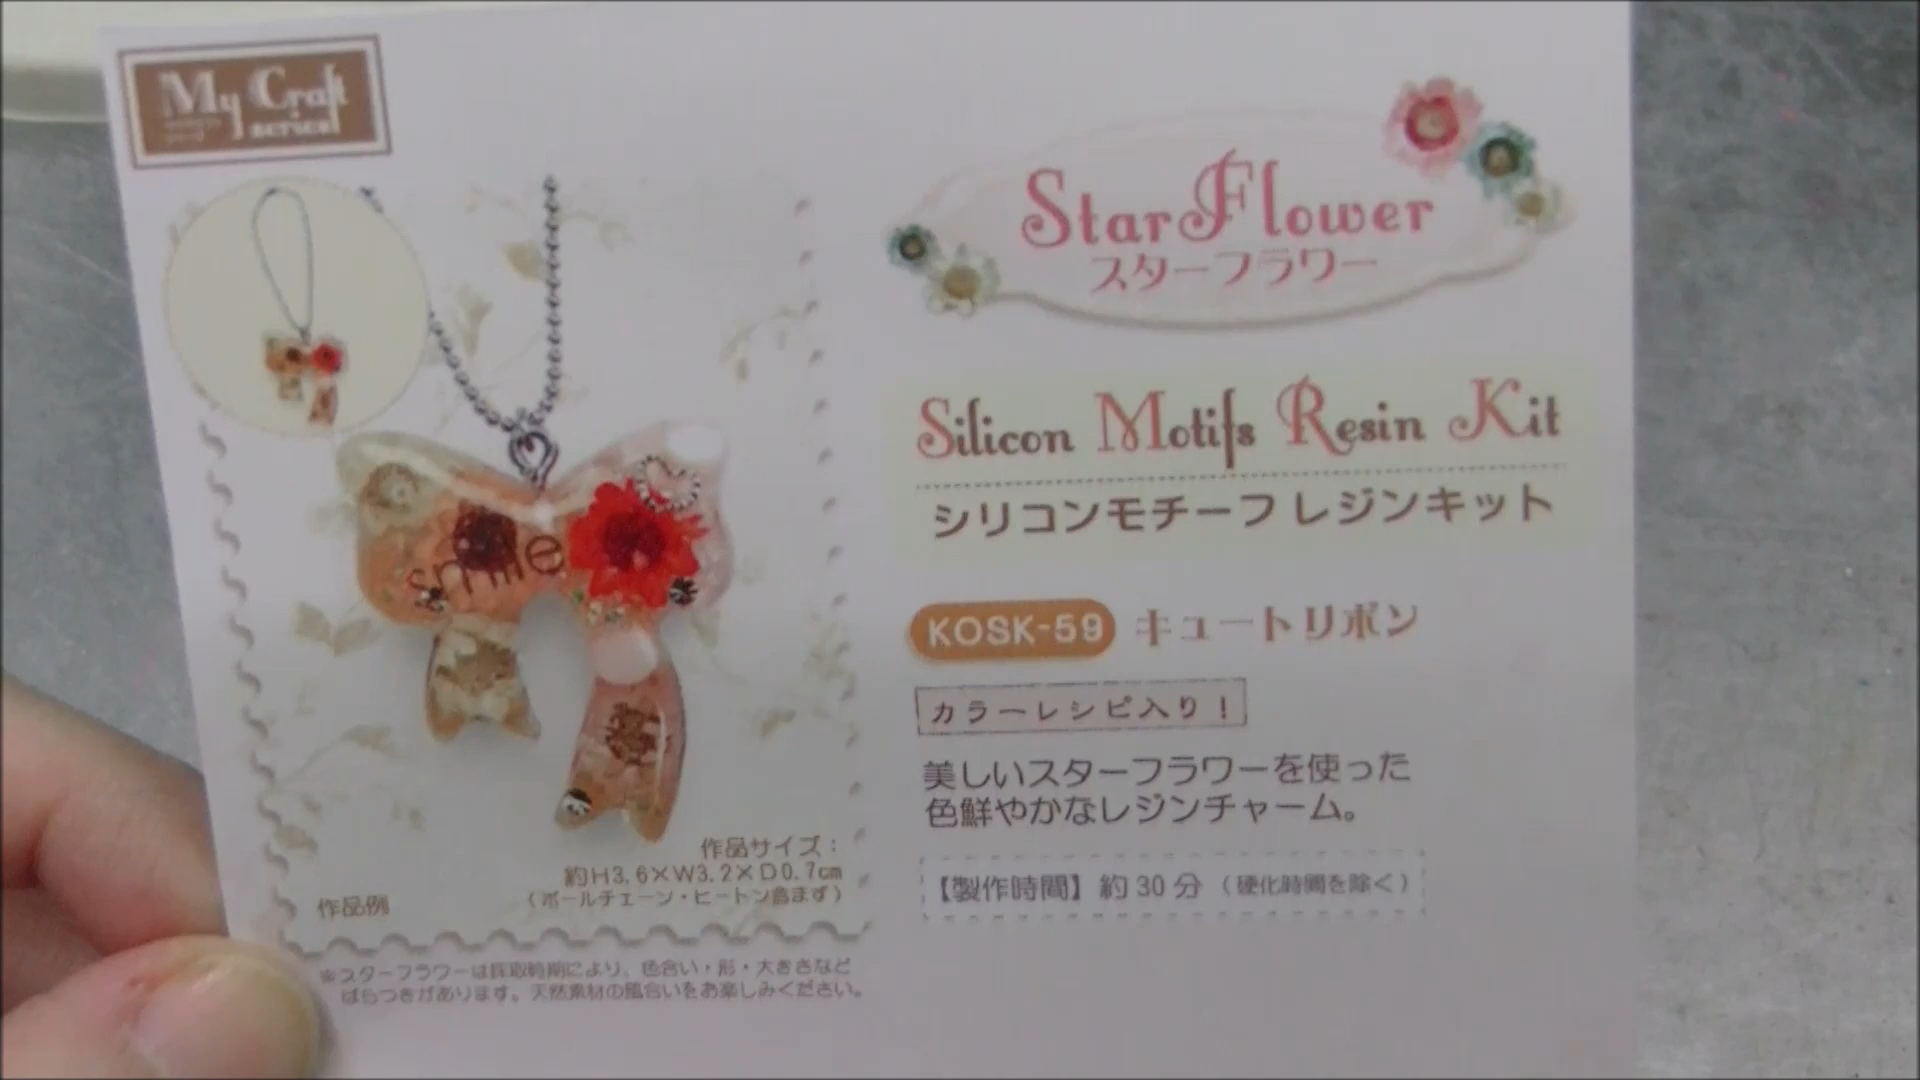 My Craft
series
Star Flower
スターフラワー
Silicon Motifs Resin Kit
シリコンモチーフ レジンキット
KOSK-59 キュートリボン
カラーレシピ入り！
美しいスターフラワーを使った
色鮮やかなレジンチャーム。
【製作時間】約30分（硬化時間を除く）
smile
作品サイズ：
約H3.6×W3.2×D0.7cm
（ボールチェーン・ヒートン含まず）
作品例
※スターフラワーは採取時期により、色合い・形・大きさなど
ばらつきがあります。天然素材の風合いをお楽しみください。